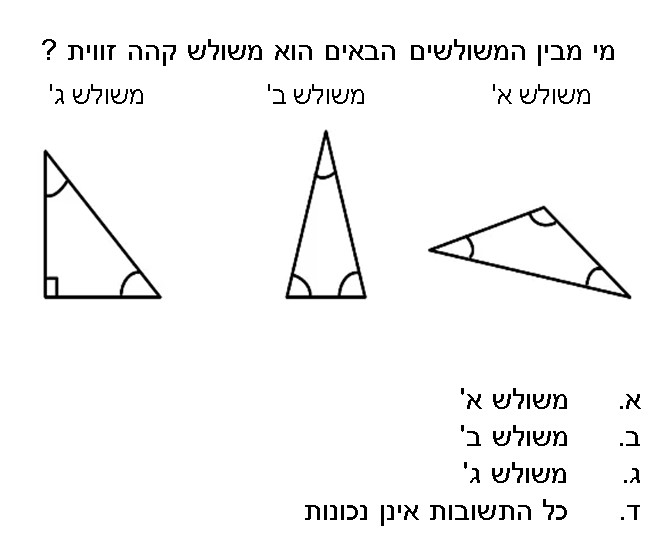 מי מבין המשולשים הבאים הוא משולש קהה זווית ?
משולש א' משולש ב' משולש ג'
א. משולש א'
ב. משולש ב'
ג. משולש ג'
ד. כל התשובות אינן נכונות